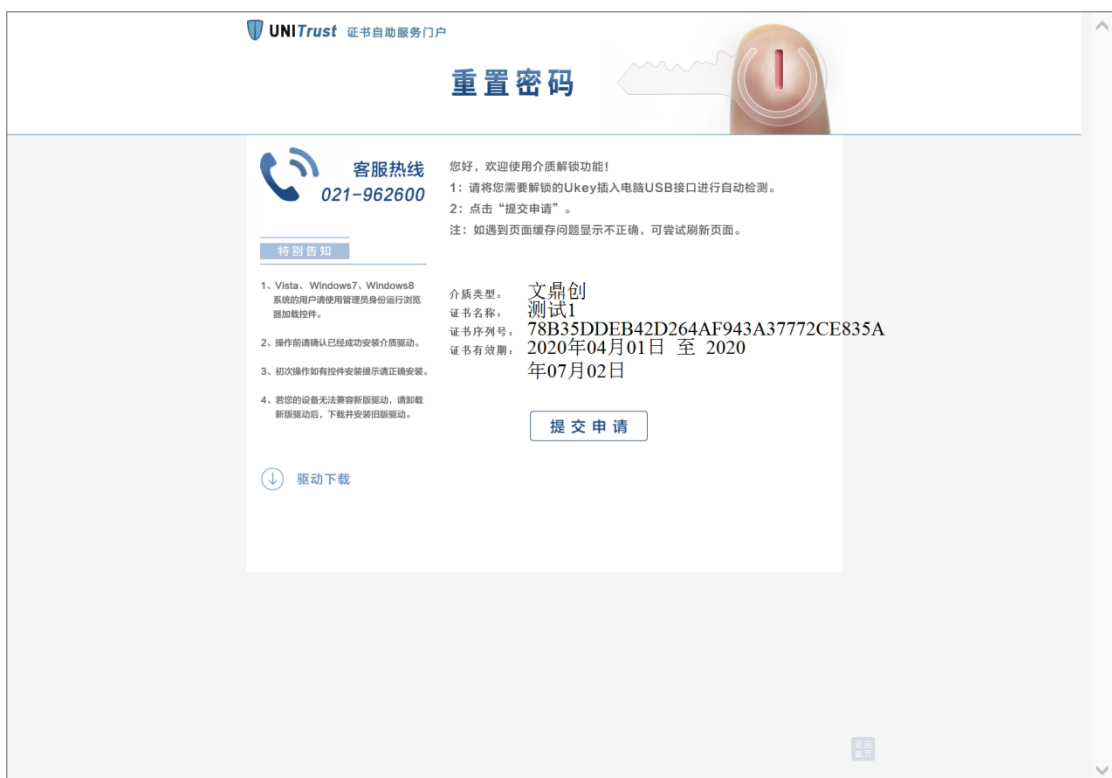 UNITrust 证书自助服务门户
重置密码
客服热线
021-962600
特别告知
1、Vista、Windows7、Windows8
系统的用户请使用管理员身份运行浏览
器加载控件。
2、操作前请确认已经成功安装介质驱动。
3、初次操作如有控件安装提示请正确安装。
4、若您的设备无法兼容新版驱动，请卸载
新版驱动后，下载并安装旧版驱动。
驱动下载
您好，欢迎使用介质解锁功能！
1：请将您需要解锁的Ukey插入电脑USB接口进行自动检测。
2：点击“提交申请”。
注：如遇到页面缓存问题显示不正确，可尝试刷新页面。
介质类型： 文鼎创
证书名称： 测试1
证书序列号： 78B35DDEB42D264AF943A37772CE835A
证书有效期： 2020年04月01日 至 2020
年07月02日
提交申请